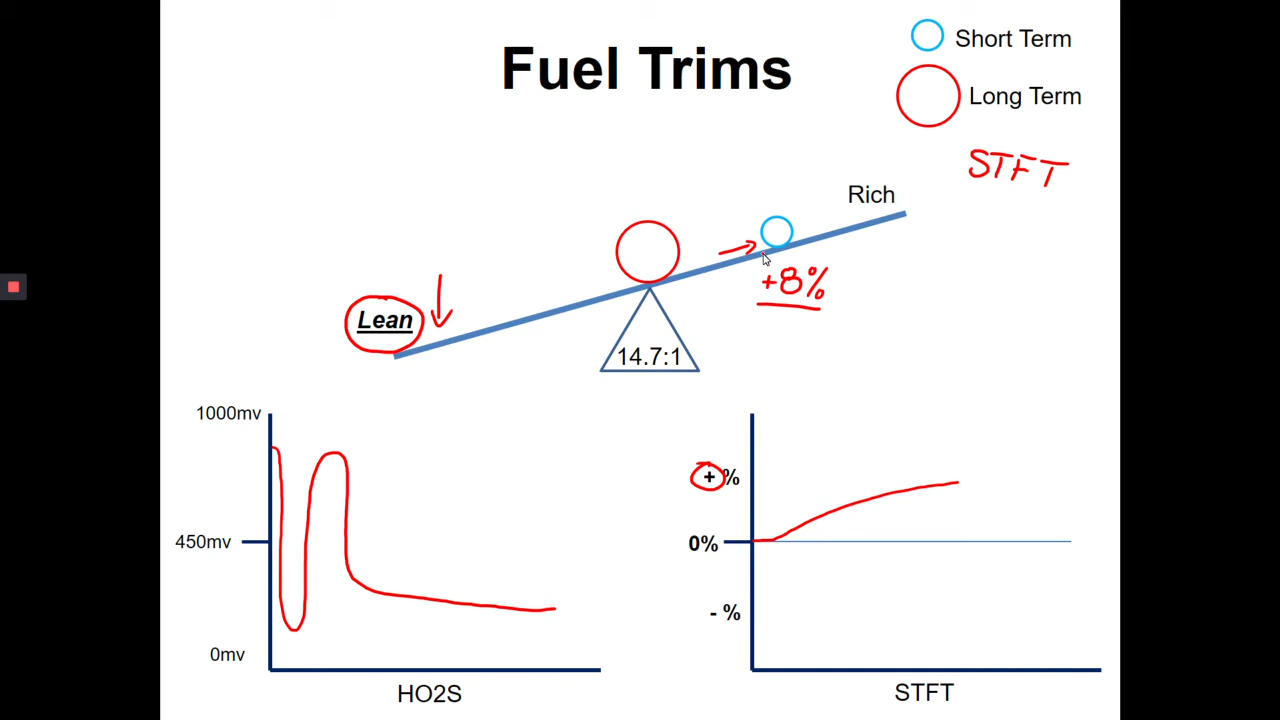 Fuel Trims
Short Term
Long Term
STFT
Rich
+8%
Lean
14.7:1
1000mv
450mv
0mv
HO2S
+ %
0%
- %
STFT